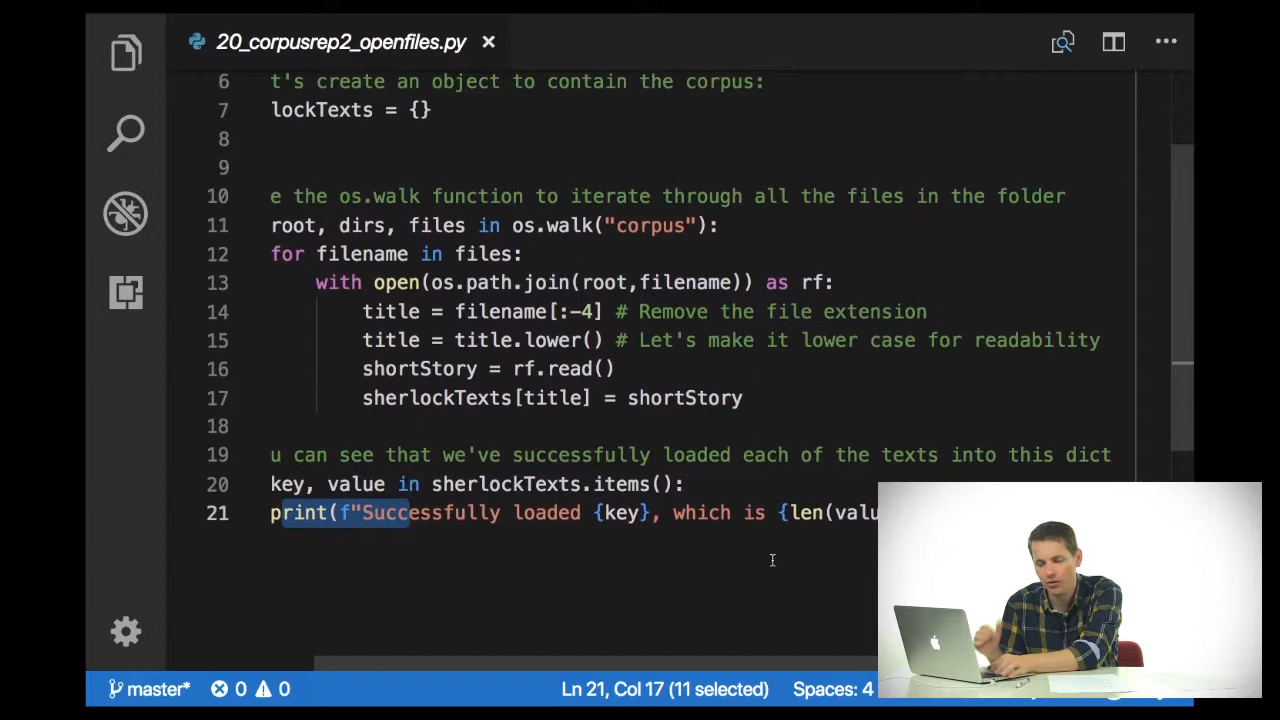 20_corpusrep2_openfiles.py
6 t's create an object to contain the corpus:
7 lockTexts = {}
8
9
10 e the os.walk function to iterate through all the files in the folder
11 root, dirs, files in os.walk("corpus"):
12 for filename in files:
13 with open(os.path.join(root,filename)) as rf:
14 title = filename[:-4] # Remove the file extension
15 title = title.lower() # Let's make it lower case for readability
16 shortStory = rf.read()
17 sherlockTexts[title] = shortStory
18
19 u can see that we've successfully loaded each of the texts into this dict
20 key, value in sherlockTexts.items():
21 print(f"Successfully loaded {key}, which is {len(valu
master* 0 0 Ln 21, Col 17 (11 selected) Spaces: 4